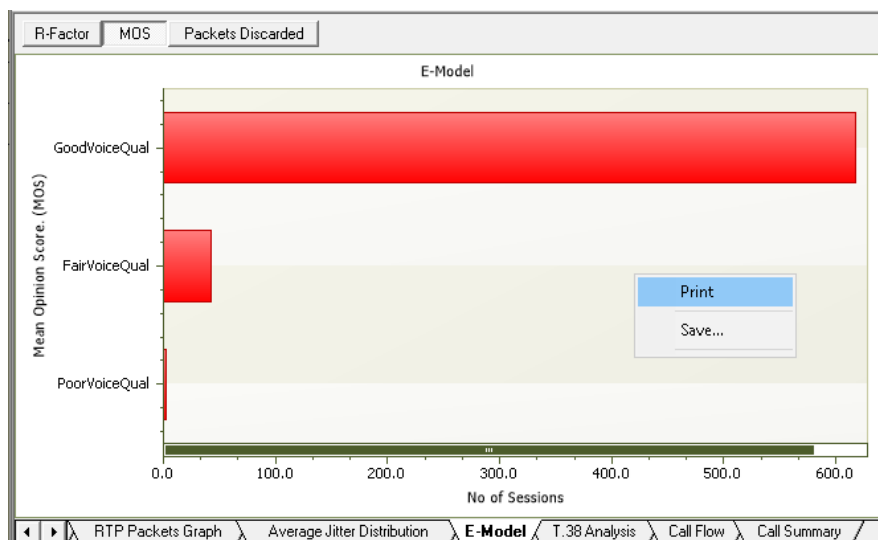 R-Factor MOS Packets Discarded
E-Model
Mean Opinion Score. (MOS)
GoodVoiceQual
FairVoiceQual
PoorVoiceQual
Print
Save...
0.0 100.0 200.0 300.0 400.0 500.0 600.0
No of Sessions
RTP Packets Graph Average Jitter Distribution E-Model T.38 Analysis Call Flow Call Summary